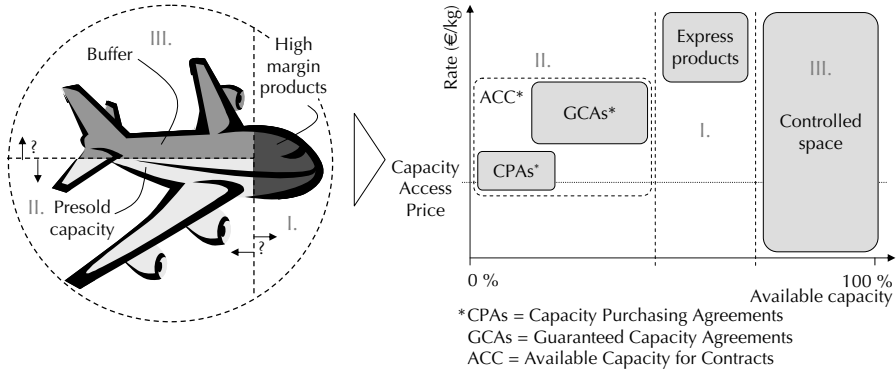 III.
Buffer
High
margin
products
?
II.
Presold
capacity
I.
?
Rate (€/kg)
II.
ACC*
GCAs*
CPAs*
Capacity
Access
Price
Express
products
I.
III.
Controlled
space
0 %
100 %
Available capacity
*CPAs = Capacity Purchasing Agreements
GCAs = Guaranteed Capacity Agreements
ACC = Available Capacity for Contracts